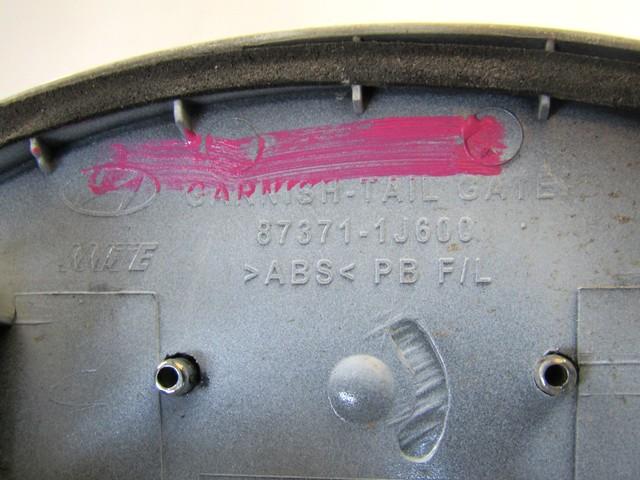 GARNISH-TAIL GATE
87371-1J600
>ABS< PB F/L